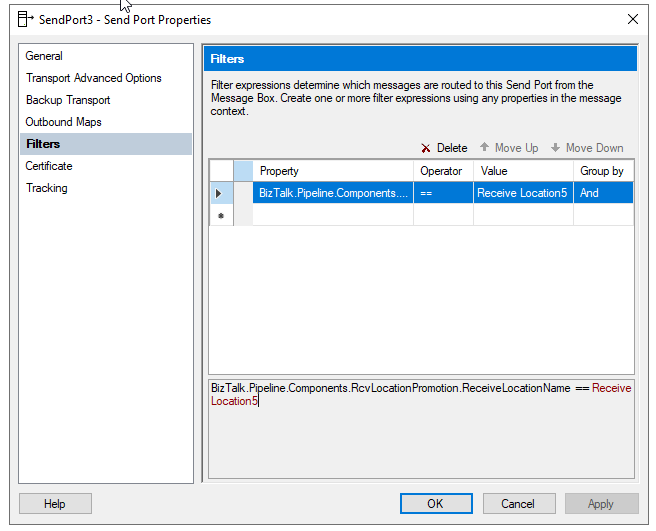 SendPort3 - Send Port Properties
General
Transport Advanced Options
Backup Transport
Outbound Maps
Filters
Certificate
Tracking
Filters
Filter expressions determine which messages are routed to this Send Port from the
Message Box. Create one or more filter expressions using any properties in the message
context.
Delete Move Up Move Down
Property Operator Value Group by
BizTalk.Pipeline.Components.... == Receive Location5 And
BizTalk.Pipeline.Components.RcvLocationPromotion.ReceiveLocationName == Receive
Location5
Help OK Cancel Apply